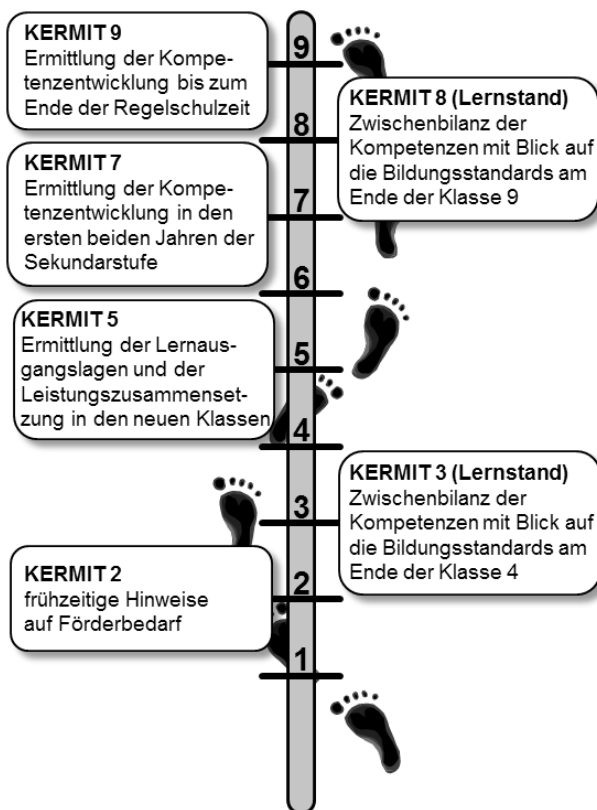 KERMIT 9
Ermittlung der Kompe-
tenzentwicklung bis zum
Ende der Regelschulzeit
9
KERMIT 8 (Lernstand)
Zwischenbilanz der
Kompetenzen mit Blick auf
die Bildungsstandards am
Ende der Klasse 9
8
KERMIT 7
Ermittlung der Kompe-
tenzentwicklung in den
ersten beiden Jahren der
Sekundarstufe
7
6
KERMIT 5
Ermittlung der Lernaus-
gangslagen und der
Leistungszusammenset-
zung in den neuen Klassen
5
4
KERMIT 3 (Lernstand)
Zwischenbilanz der
Kompetenzen mit Blick auf
die Bildungsstandards am
Ende der Klasse 4
3
KERMIT 2
frühzeitige Hinweise
auf Förderbedarf
2
1